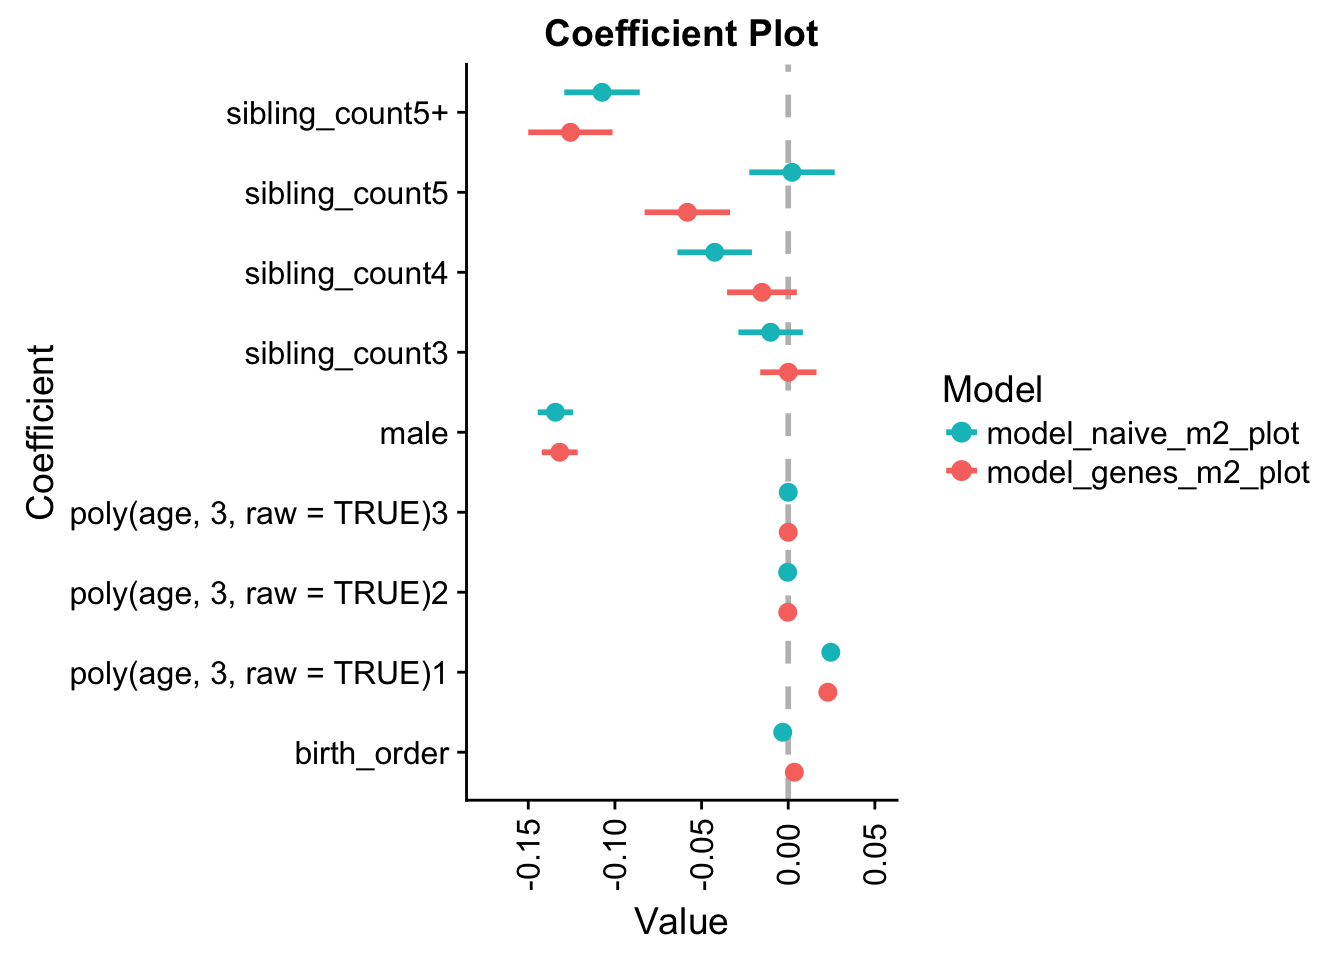 Coefficient Plot
Coefficient
sibling_count5+
sibling_count5
sibling_count4
sibling_count3
male
poly(age, 3, raw = TRUE)3
poly(age, 3, raw = TRUE)2
poly(age, 3, raw = TRUE)1
birth_order
-0.15
-0.10
-0.05
0.00
0.05
Value
Model
model_naive_m2_plot
model_genes_m2_plot